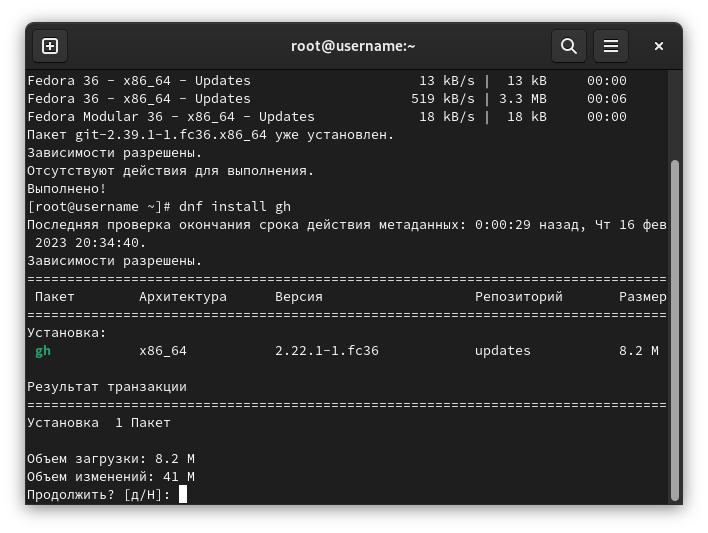 root@username:~
Fedora 36 - x86_64 - Updates 13 kB/s | 13 kB 00:00
Fedora 36 - x86_64 - Updates 519 kB/s | 3.3 MB 00:06
Fedora Modular 36 - x86_64 - Updates 18 kB/s | 18 kB 00:00
Пакет git-2.39.1-1.fc36.x86_64 уже установлен.
Зависимости разрешены.
Отсутствуют действия для выполнения.
Выполнено!
[root@username ~]# dnf install gh
Последняя проверка окончания срока действия метаданных: 0:00:29 назад, Чт 16 фев
2023 20:34:40.
Зависимости разрешены.
================================================================================
Пакет Архитектура Версия Репозиторий Размер
================================================================================
Установка:
gh x86_64 2.22.1-1.fc36 updates 8.2 M
Результат транзакции
================================================================================
Установка 1 Пакет
Объем загрузки: 8.2 M
Объем изменений: 41 M
Продолжить? [д/Н]: